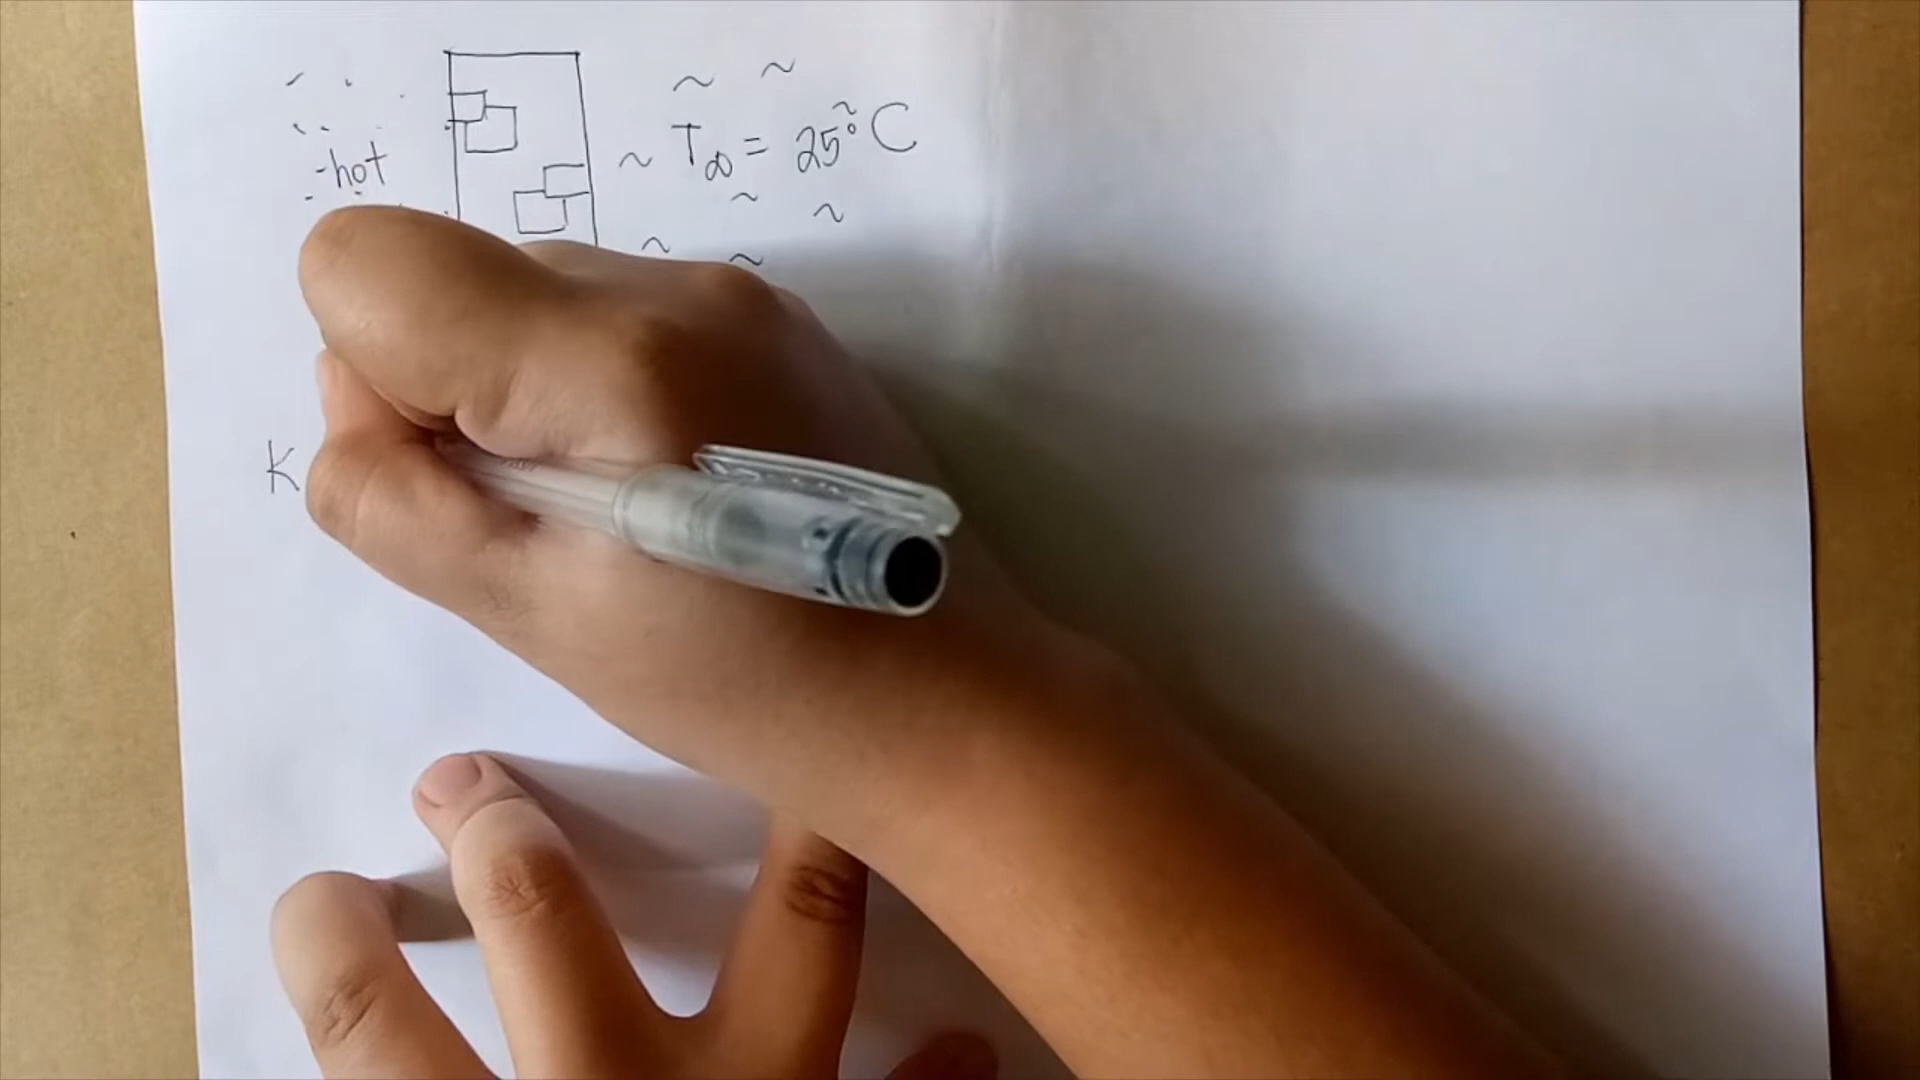 hot
T∞ = 25°C
K